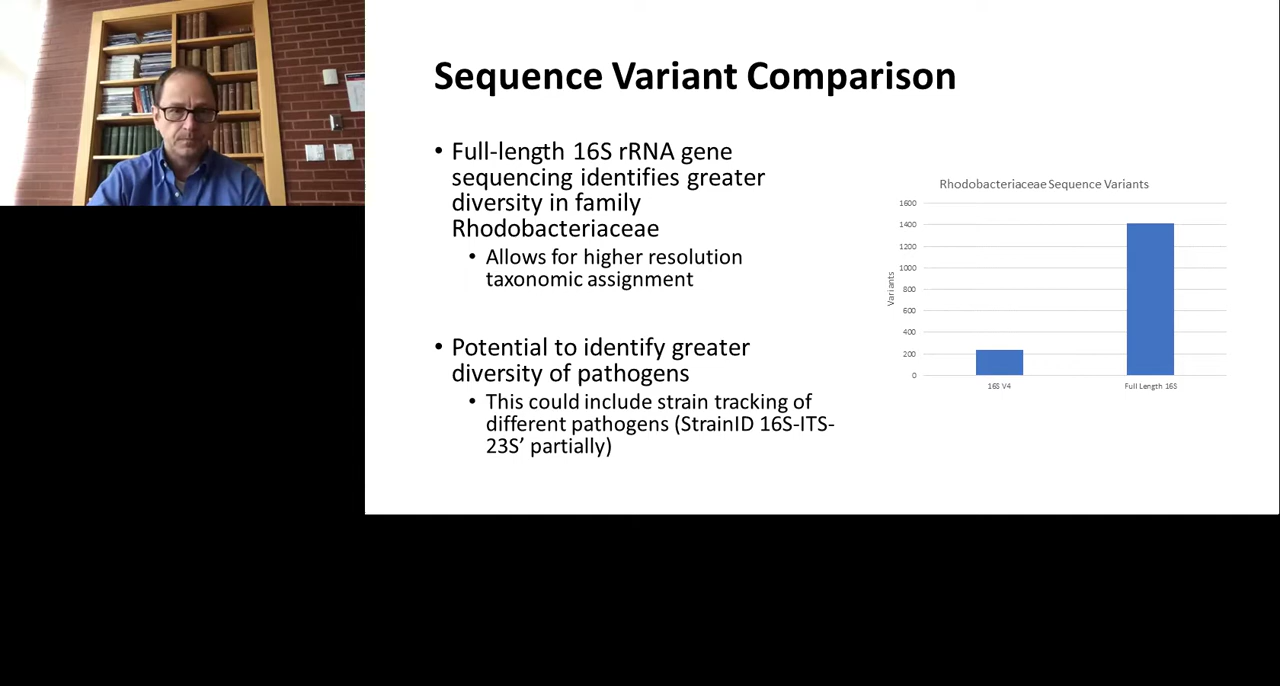 Sequence Variant Comparison
• Full-length 16S rRNA gene
sequencing identifies greater
diversity in family
Rhodobacteriaceae
• Allows for higher resolution
taxonomic assignment
• Potential to identify greater
diversity of pathogens
• This could include strain tracking of
different pathogens (StrainID 16S-ITS-
23S’ partially)
Rhodobacteriaceae Sequence Variants
Variants
1600
1400
1200
1000
800
600
400
200
0
16S V4
Full Length 16S